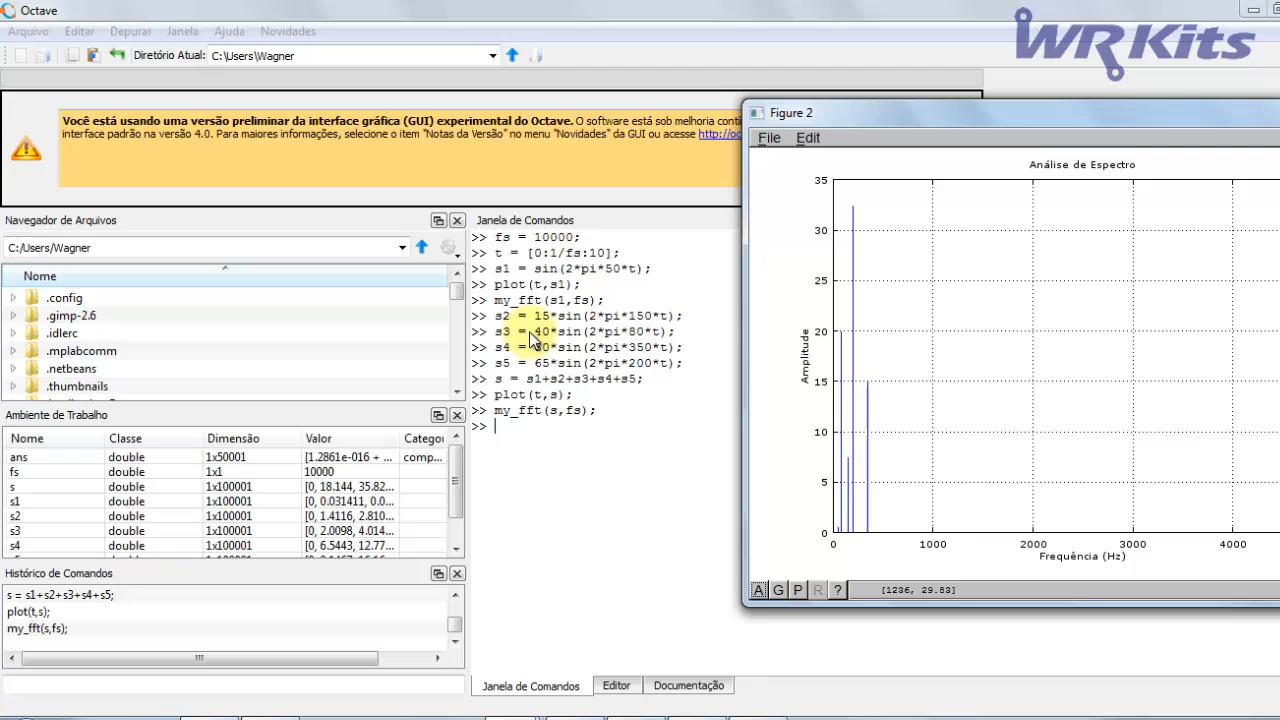 Octave
WR Kits
Arquivo Editar Depurar Janela Ajuda Novidades
Diretório Atual: C:\Users\Wagner
Você está usando uma versão preliminar da interface gráfica (GUI) experimental do Octave. O software está sob melhoria contí
interface padrão na versão 4.0. Para maiores informações, selecione o item "Notas da Versão" no menu "Novidades" da GUI ou acesse http://oc
Navegador de Arquivos
C:/Users/Wagner
Nome
.config
.gimp-2.6
.idlerc
.mplabcomm
.netbeans
.thumbnails
Ambiente de Trabalho
Nome Classe Dimensão Valor Categor
ans double 1x50001 [1.2861e-016 + ... comp...
fs double 1x1 10000
s double 1x100001 [0, 18.144, 35.82...
s1 double 1x100001 [0, 0.031411, 0.0...
s2 double 1x100001 [0, 1.4116, 2.810...
s3 double 1x100001 [0, 2.0098, 4.014...
s4 double 1x100001 [0, 6.5443, 12.77...
Histórico de Comandos
s = s1+s2+s3+s4+s5;
plot(t,s);
my_fft(s,fs);
Janela de Comandos
>> fs = 10000;
>> t = [0:1/fs:10];
>> s1 = sin(2*pi*50*t);
>> plot(t,s1);
>> my_fft(s1,fs);
>> s2 = 15*sin(2*pi*150*t);
>> s3 = 40*sin(2*pi*80*t);
>> s4 = 30*sin(2*pi*350*t);
>> s5 = 65*sin(2*pi*200*t);
>> s = s1+s2+s3+s4+s5;
>> plot(t,s);
>> my_fft(s,fs);
>>
Janela de Comandos Editor Documentação
Figure 2
File Edit
Análise de Espectro
35
30
25
20
15
10
5
0
Amplitude
0 1000 2000 3000 4000
Frequência (Hz)
A G P R ? [1236, 29.83]